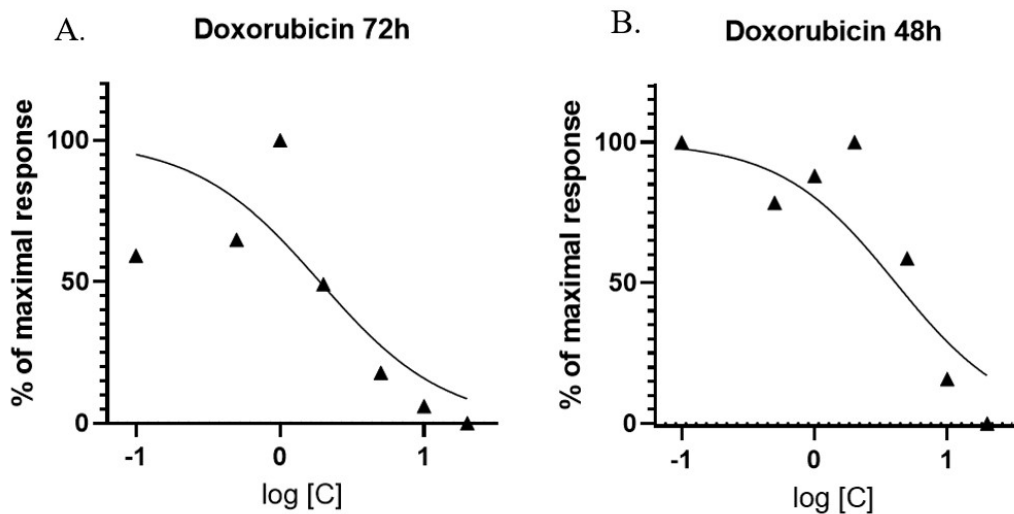 A.
Doxorubicin 72h
% of maximal response
100
50
0
-1
0
1
log [C]
B.
Doxorubicin 48h
% of maximal response
100
50
0
-1
0
1
log [C]